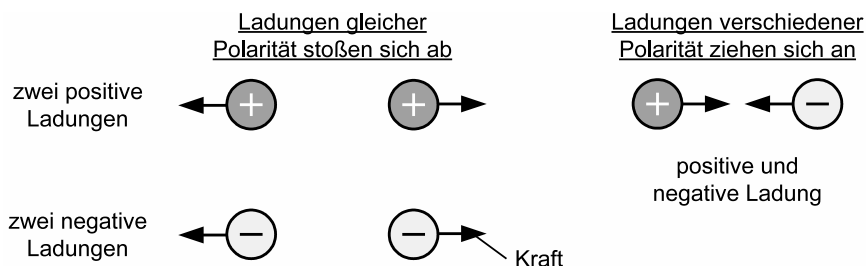 Ladungen gleicher
Polarität stoßen sich ab
Ladungen verschiedener
Polarität ziehen sich an
zwei positive
Ladungen
+
+
+
−
positive und
negative Ladung
zwei negative
Ladungen
−
−
Kraft